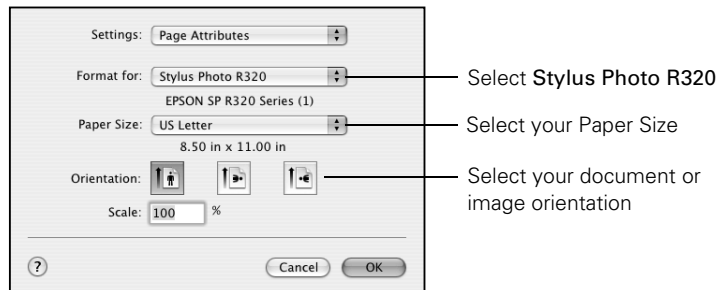 Settings: Page Attributes
Format for: Stylus Photo R320
Select Stylus Photo R320
EPSON SP R320 Series (1)
Paper Size: US Letter
Select your Paper Size
8.50 in x 11.00 in
Orientation:
Select your document or
image orientation
Scale: 100 %
? Cancel OK